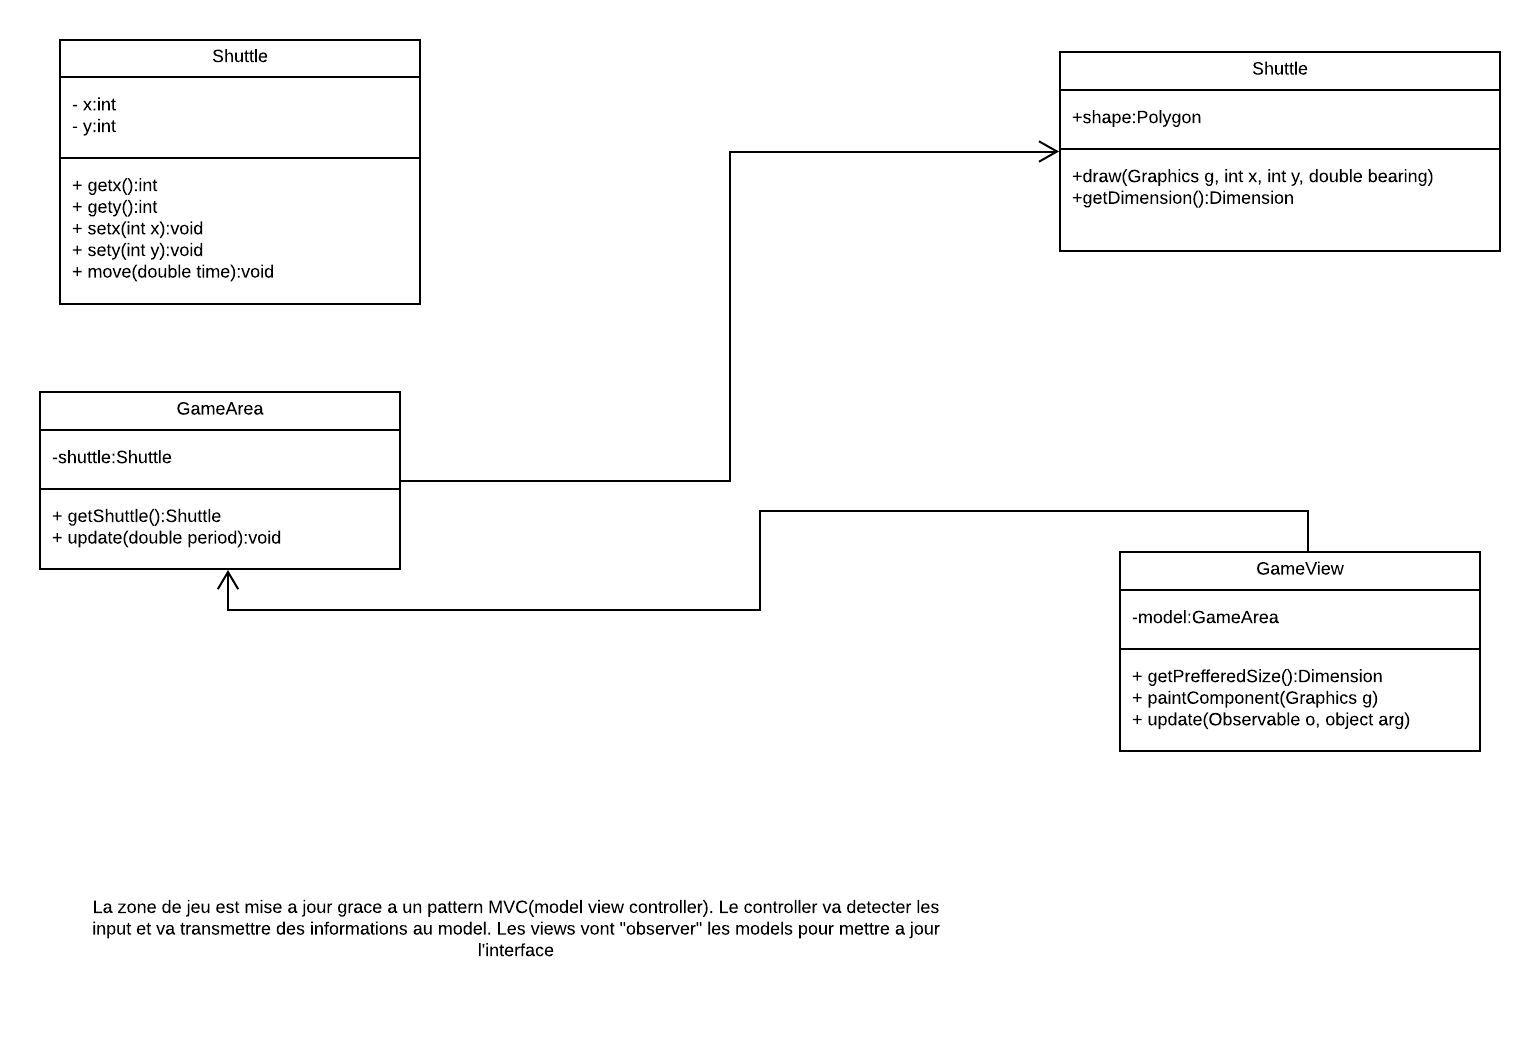 Shuttle
- x:int
- y:int
+ getx():int
+ gety():int
+ setx(int x):void
+ sety(int y):void
+ move(double time):void
Shuttle
+shape:Polygon
+draw(Graphics g, int x, int y, double bearing)
+getDimension():Dimension
GameArea
-shuttle:Shuttle
+ getShuttle():Shuttle
+ update(double period):void
GameView
-model:GameArea
+ getPrefferedSize():Dimension
+ paintComponent(Graphics g)
+ update(Observable o, object arg)
La zone de jeu est mise a jour grace a un pattern MVC(model view controller). Le controller va detecter les
input et va transmettre des informations au model. Les views vont "observer" les models pour mettre a jour
l'interface